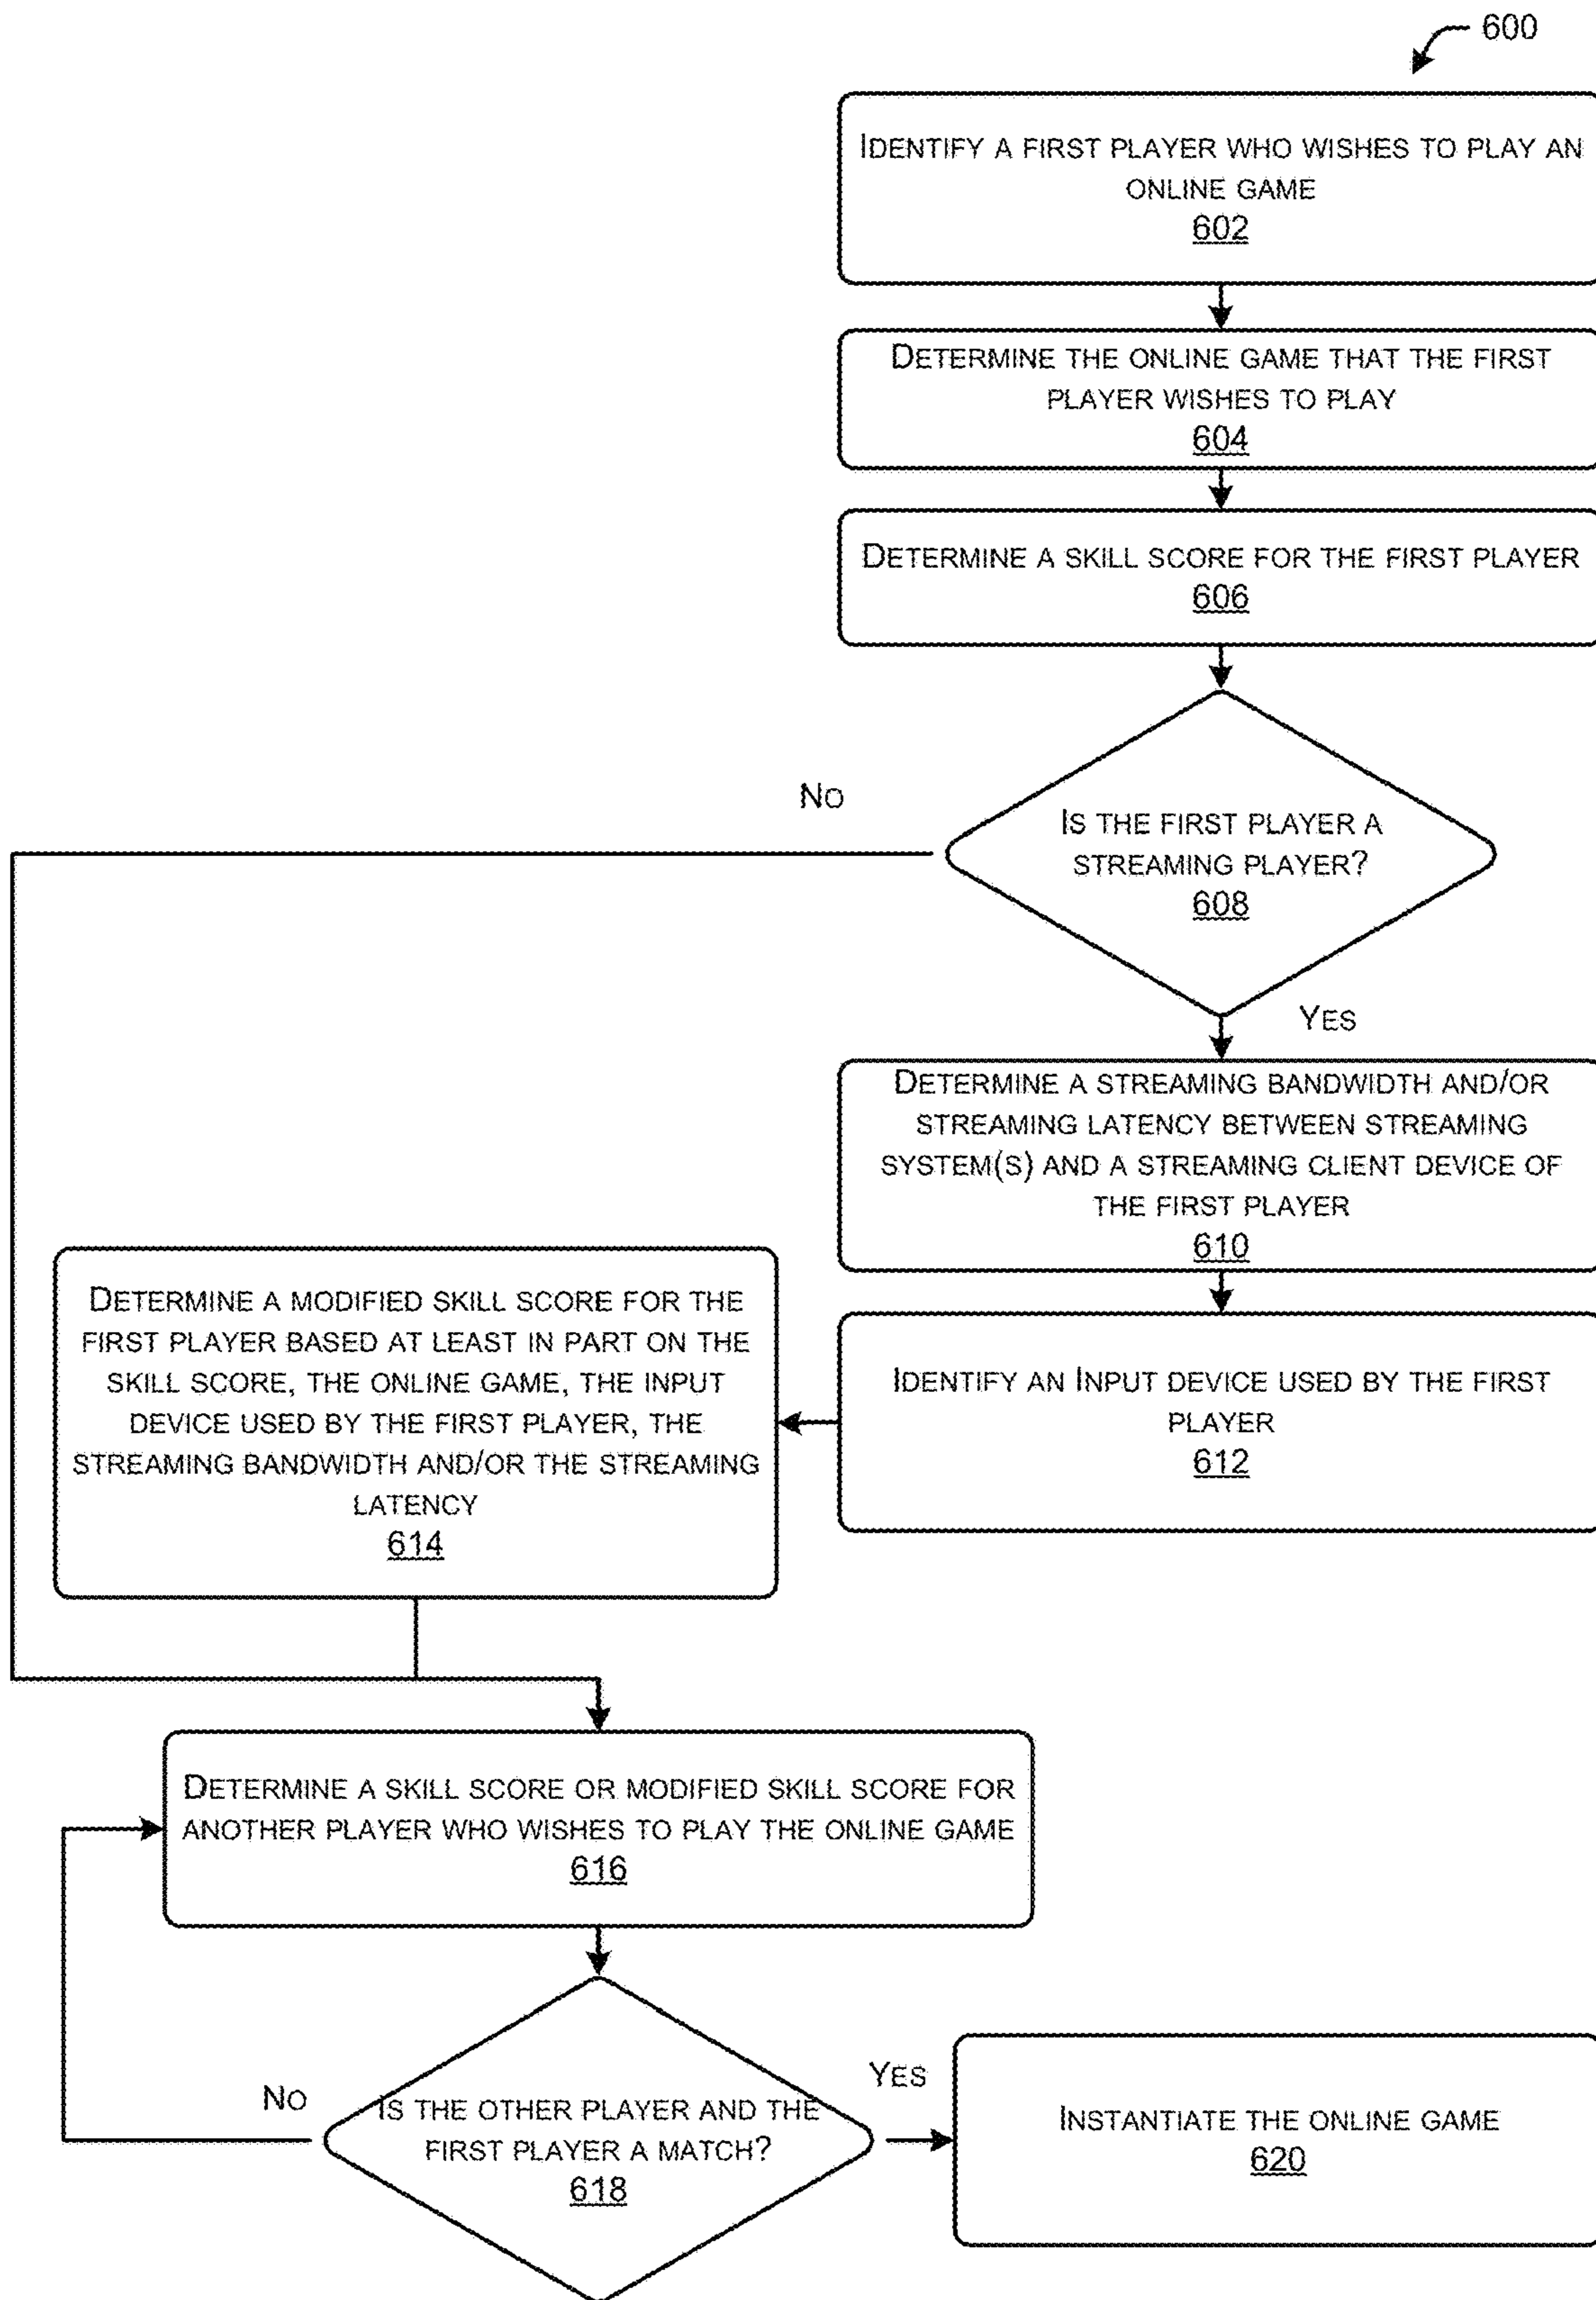 600
IDENTIFY A FIRST PLAYER WHO WISHES TO PLAY AN
ONLINE GAME
602
DETERMINE THE ONLINE GAME THAT THE FIRST
PLAYER WISHES TO PLAY
604
DETERMINE A SKILL SCORE FOR THE FIRST PLAYER
606
NO
IS THE FIRST PLAYER A
STREAMING PLAYER?
608
YES
DETERMINE A STREAMING BANDWIDTH AND/OR
STREAMING LATENCY BETWEEN STREAMING
SYSTEM(S) AND A STREAMING CLIENT DEVICE OF
THE FIRST PLAYER
610
IDENTIFY AN INPUT DEVICE USED BY THE FIRST
PLAYER
612
DETERMINE A MODIFIED SKILL SCORE FOR THE
FIRST PLAYER BASED AT LEAST IN PART ON THE
SKILL SCORE, THE ONLINE GAME, THE INPUT
DEVICE USED BY THE FIRST PLAYER, THE
STREAMING BANDWIDTH AND/OR THE STREAMING
LATENCY
614
DETERMINE A SKILL SCORE OR MODIFIED SKILL SCORE FOR
ANOTHER PLAYER WHO WISHES TO PLAY THE ONLINE GAME
616
NO
IS THE OTHER PLAYER AND THE
FIRST PLAYER A MATCH?
618
YES
INSTANTIATE THE ONLINE GAME
620